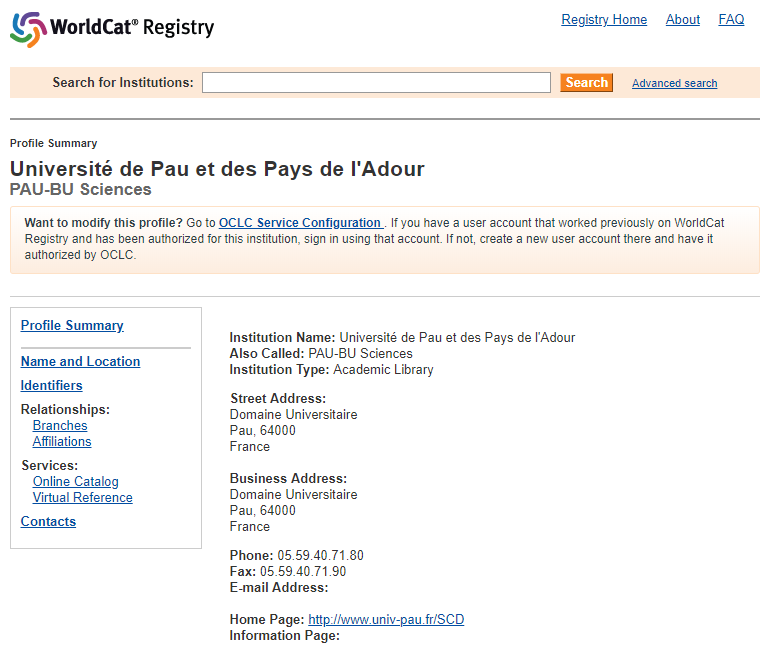 WorldCat® Registry
Registry Home About FAQ
Search for Institutions: Search Advanced search
Profile Summary
Université de Pau et des Pays de l'Adour
PAU-BU Sciences
Want to modify this profile? Go to OCLC Service Configuration . If you have a user account that worked previously on WorldCat
Registry and has been authorized for this institution, sign in using that account. If not, create a new user account there and have it
authorized by OCLC.
Profile Summary
Name and Location
Identifiers
Relationships:
Branches
Affiliations
Services:
Online Catalog
Virtual Reference
Contacts
Institution Name: Université de Pau et des Pays de l'Adour
Also Called: PAU-BU Sciences
Institution Type: Academic Library
Street Address:
Domaine Universitaire
Pau, 64000
France
Business Address:
Domaine Universitaire
Pau, 64000
France
Phone: 05.59.40.71.80
Fax: 05.59.40.71.90
E-mail Address:
Home Page: http://www.univ-pau.fr/SCD
Information Page: